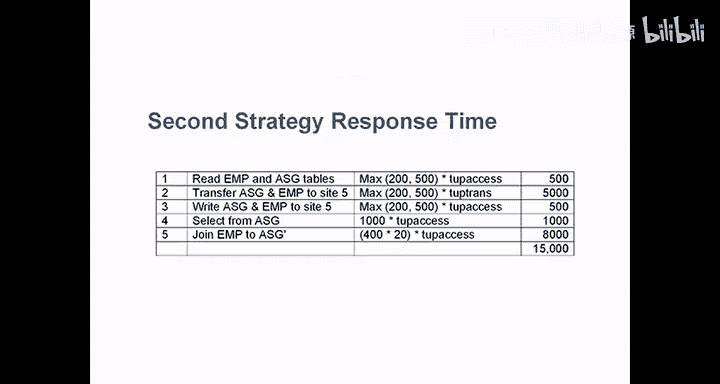 bilibili
Second Strategy Response Time
1 Read EMP and ASG tables Max (200, 500) * tupaccess 500
2 Transfer ASG & EMP to site 5 Max (200, 500) * tuptrans 5000
3 Write ASG & EMP to site 5 Max (200, 500) * tupaccess 500
4 Select from ASG 1000 * tupaccess 1000
5 Join EMP to ASG' (400 * 20) * tupaccess 8000
15,000